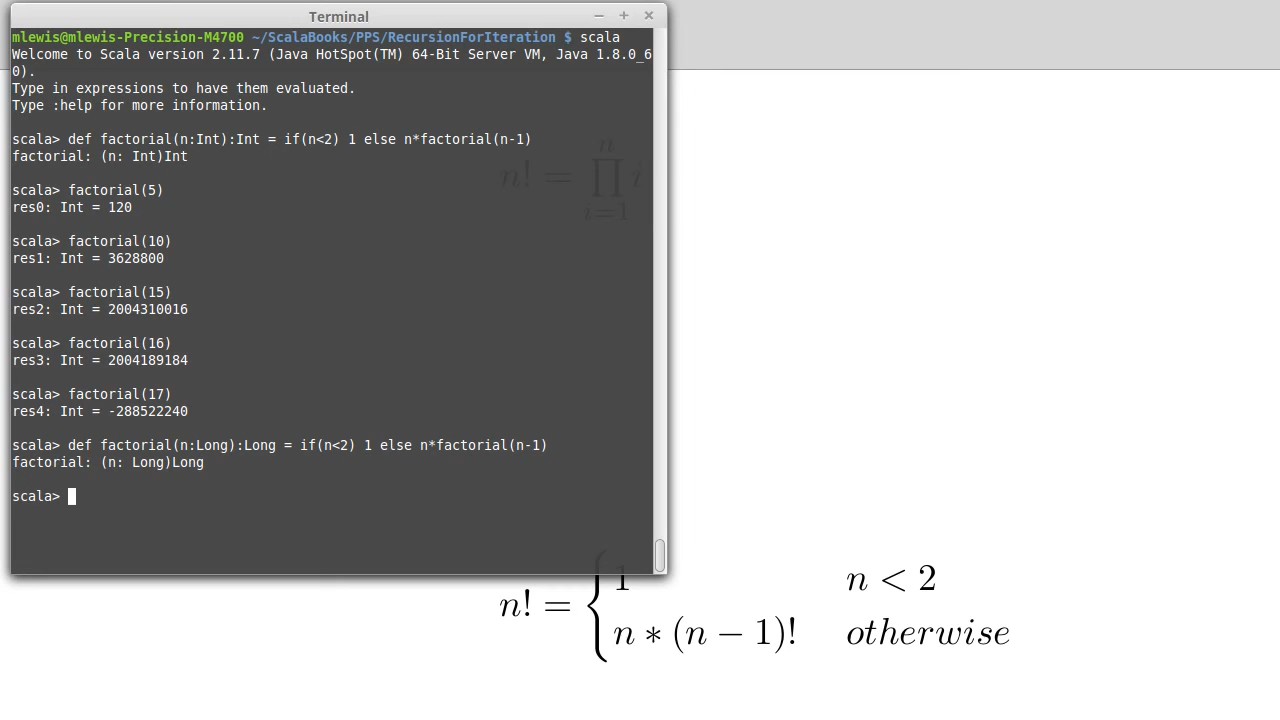 Terminal
mlewis@mlewis-Precision-M4700 ~/ScalaBooks/PPS/RecursionForIteration $ scala
Welcome to Scala version 2.11.7 (Java HotSpot(TM) 64-Bit Server VM, Java 1.8.0_6
0).
Type in expressions to have them evaluated.
Type :help for more information.
scala> def factorial(n:Int):Int = if(n<2) 1 else n*factorial(n-1)
factorial: (n: Int)Int
scala> factorial(5)
res0: Int = 120
scala> factorial(10)
res1: Int = 3628800
scala> factorial(15)
res2: Int = 2004310016
scala> factorial(16)
res3: Int = 2004189184
scala> factorial(17)
res4: Int = -288522240
scala> def factorial(n:Long):Long = if(n<2) 1 else n*factorial(n-1)
factorial: (n: Long)Long
scala>
n
n! = ∏ i
i=1
1 n < 2
n! = {
n * (n − 1)! otherwise